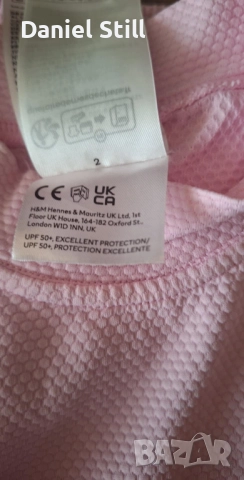 Daniel Still
2
CE UK
CA
H&M Hennes & Mauritz UK Ltd, 1st
Floor UK House, 164-182 Oxford St.,
London W1D 1NN, UK
UPF 50+, EXCELLENT PROTECTION/
UPF 50+, PROTECTION EXCELLENTE
BAZAR